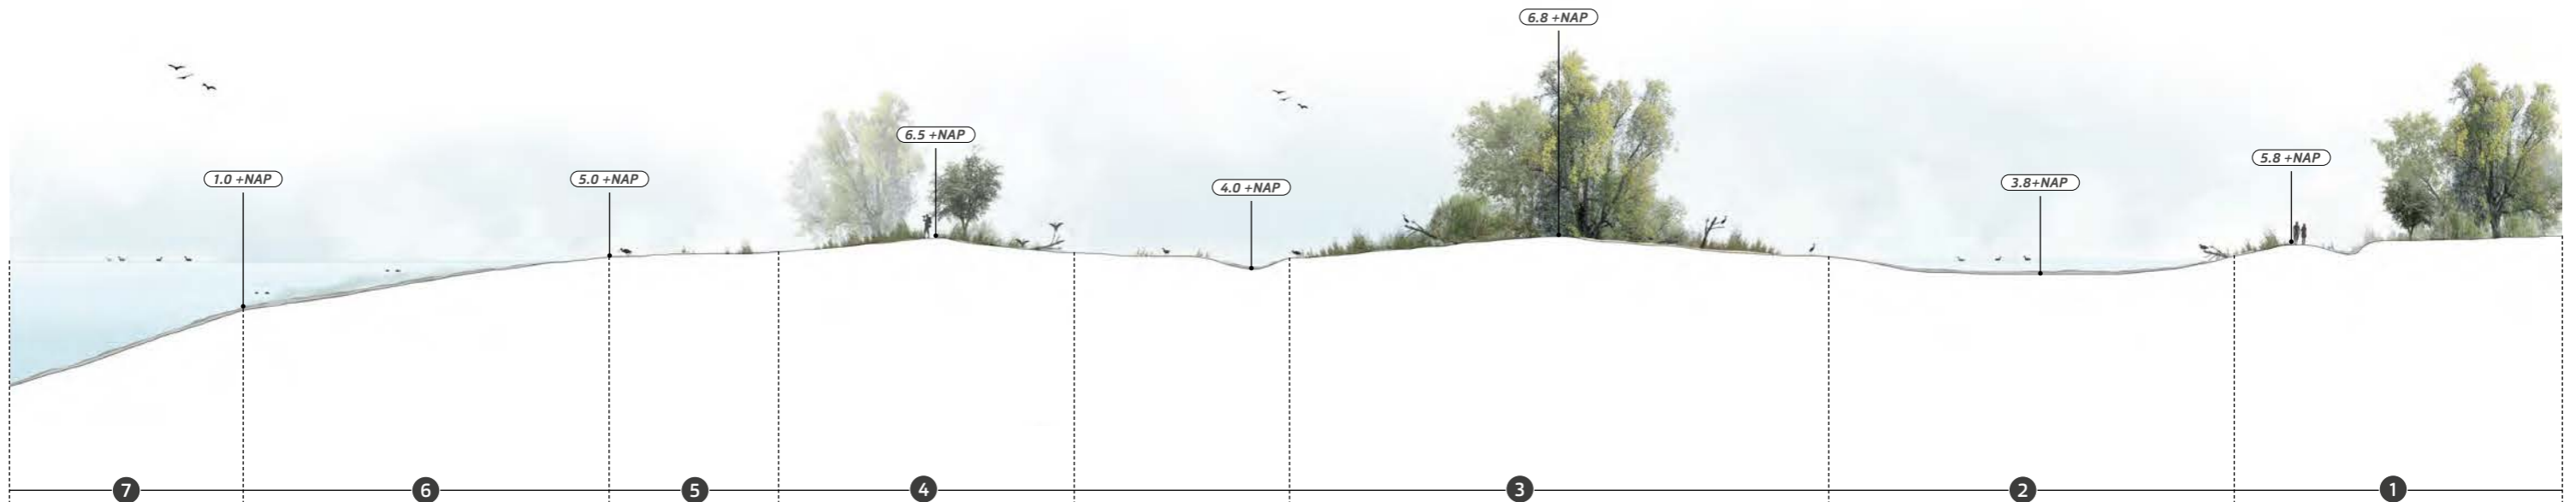 6.8 +NAP
6.5 +NAP
5.8 +NAP
1.0 +NAP
5.0 +NAP
4.0 +NAP
3.8+NAP
7
6
5
4
3
2
1